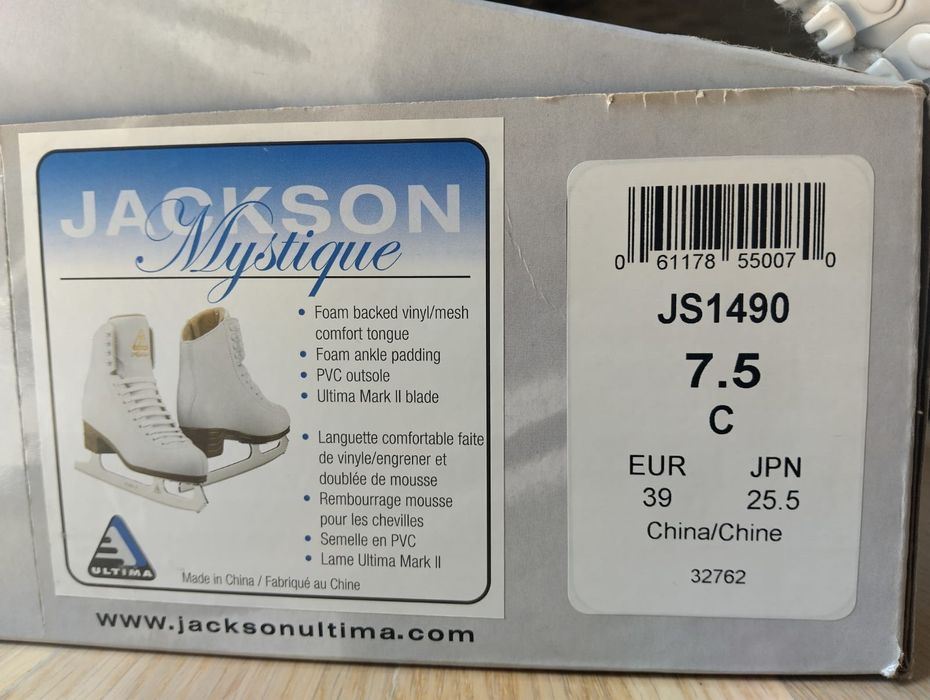 JACKSON
Mystique
• Foam backed vinyl/mesh
comfort tongue
• Foam ankle padding
• PVC outsole
• Ultima Mark II blade
• Languette comfortable faite
de vinyle/engrener et
doublée de mousse
• Rembourrage mousse
pour les chevilles
• Semelle en PVC
• Lame Ultima Mark II
ULTIMA
Made in China / Fabriqué au Chine
www.jacksonultima.com
0 61178 55007 0
JS1490
7.5
C
EUR JPN
39 25.5
China/Chine
32762